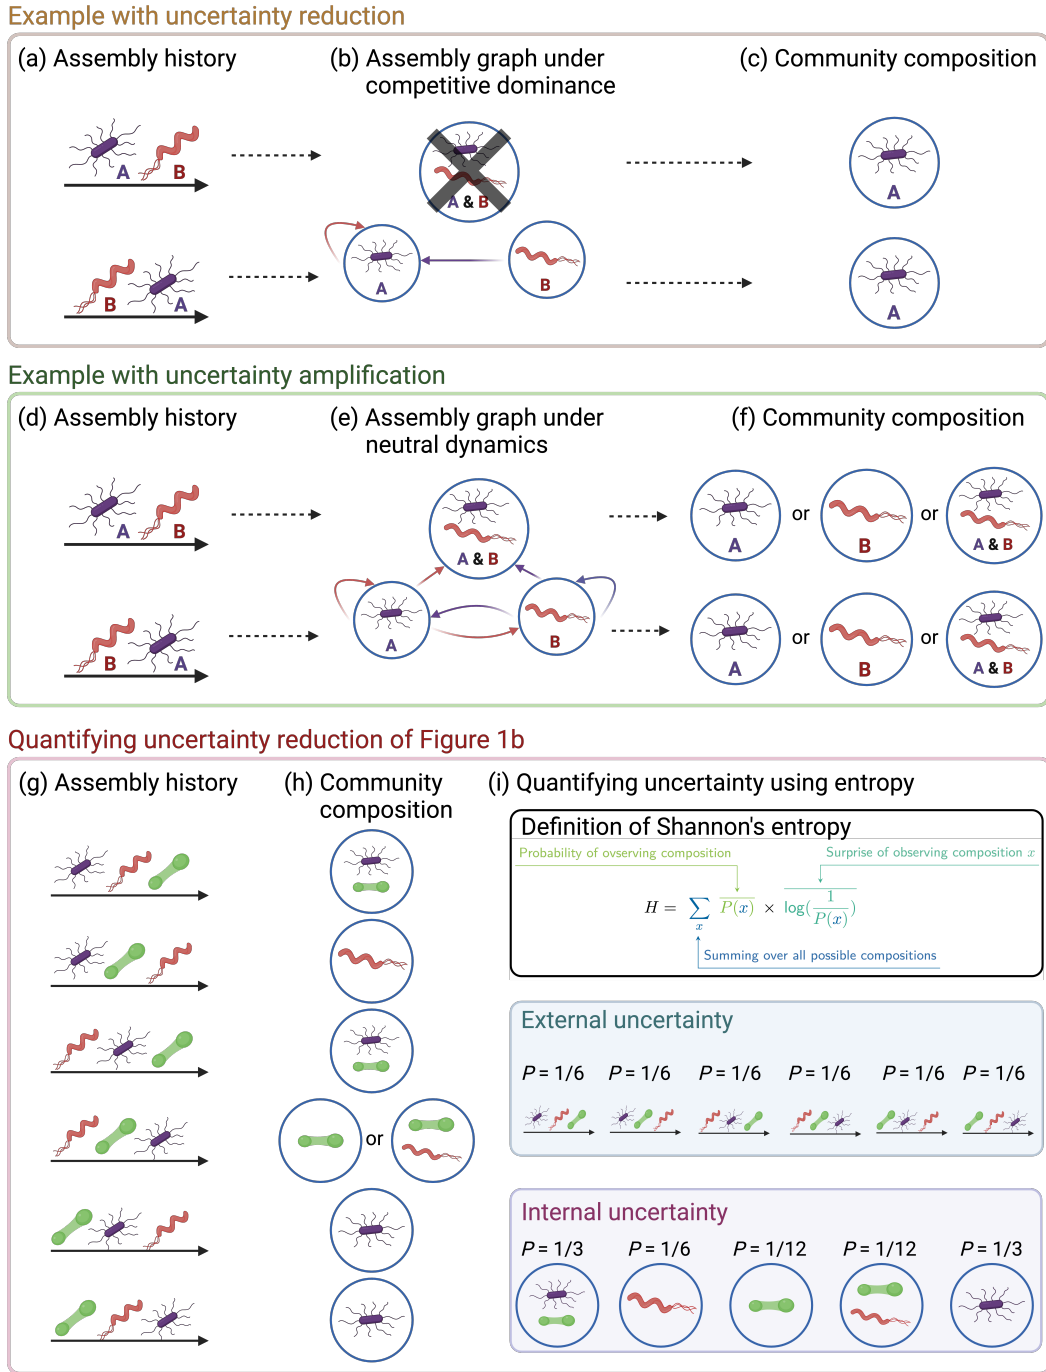 Example with uncertainty reduction
(a) Assembly history
(b) Assembly graph under
competitive dominance
(c) Community composition
A
B
A & B
A
A
B
B
A
A
Example with uncertainty amplification
(d) Assembly history
(e) Assembly graph under
neutral dynamics
(f) Community composition
A
B
A & B
A
or
B
or
A & B
A
B
B
A
A
or
B
or
A & B
Quantifying uncertainty reduction of Figure 1b
(g) Assembly history
(h) Community
composition
(i) Quantifying uncertainty using entropy
Definition of Shannon's entropy
Probability of ovserving composition
Surprise of observing composition x
H = ∑ₓ P(x) × log(1/P(x))
Summing over all possible compositions
or
External uncertainty
P = 1/6 P = 1/6 P = 1/6 P = 1/6 P = 1/6 P = 1/6
Internal uncertainty
P = 1/3 P = 1/6 P = 1/12 P = 1/12 P = 1/3